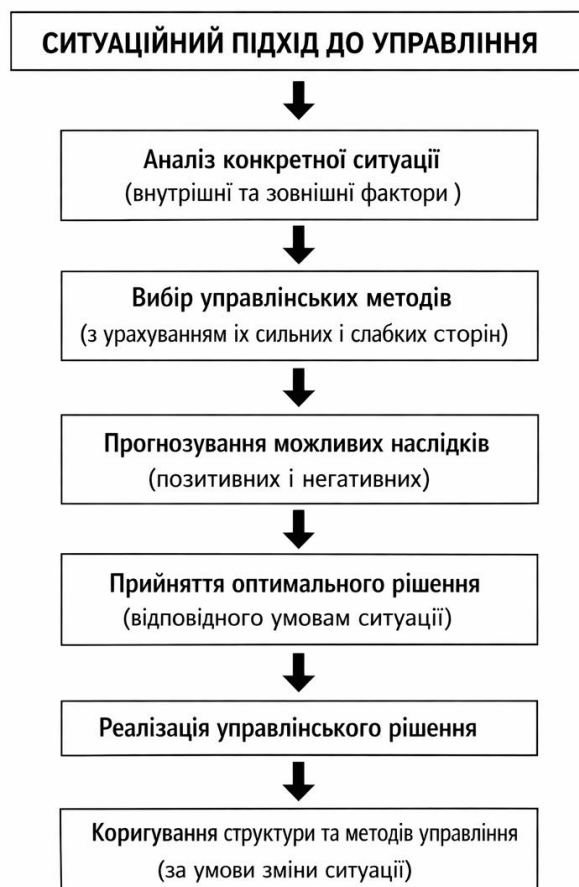 СИТУАЦІЙНИЙ ПІДХІД ДО УПРАВЛІННЯ
Аналіз конкретної ситуації
(внутрішні та зовнішні фактори )
Вибір управлінських методів
(з урахуванням їх сильних і слабких сторін)
Прогнозування можливих наслідків
(позитивних і негативних)
Прийняття оптимального рішення
(відповідного умовам ситуації)
Реалізація управлінського рішення
Коригування структури та методів управління
(за умови зміни ситуації)